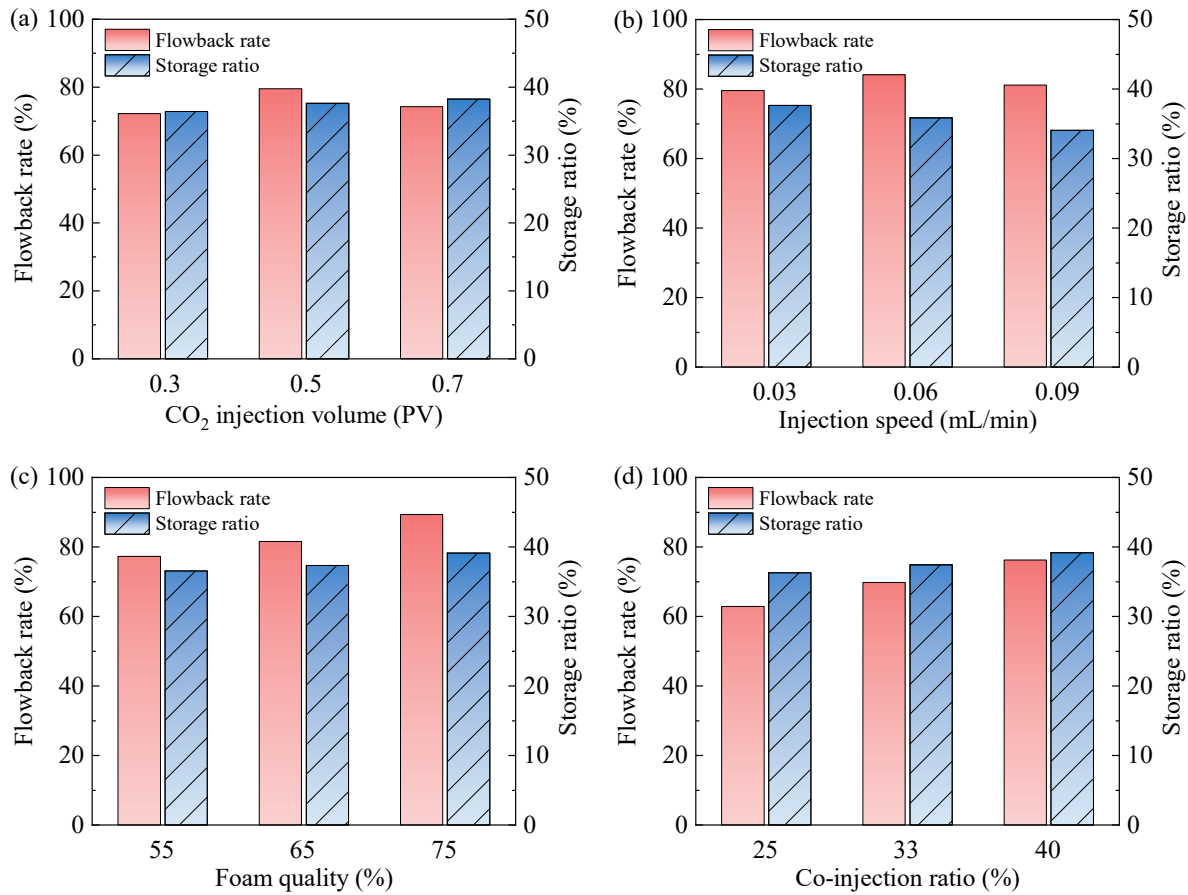 (a)
Flowback rate
Storage ratio
100
80
60
40
20
0
50
40
30
20
10
0
0.3 0.5 0.7
Flowback rate (%)
Storage ratio (%)
CO₂ injection volume (PV)
(b)
Flowback rate
Storage ratio
100
80
60
40
20
0
50
40
30
20
10
0
0.03 0.06 0.09
Flowback rate (%)
Storage ratio (%)
Injection speed (mL/min)
(c)
Flowback rate
Storage ratio
100
80
60
40
20
0
50
40
30
20
10
0
55 65 75
Flowback rate (%)
Storage ratio (%)
Foam quality (%)
(d)
Flowback rate
Storage ratio
100
80
60
40
20
0
50
40
30
20
10
0
25 33 40
Flowback rate (%)
Storage ratio (%)
Co-injection ratio (%)